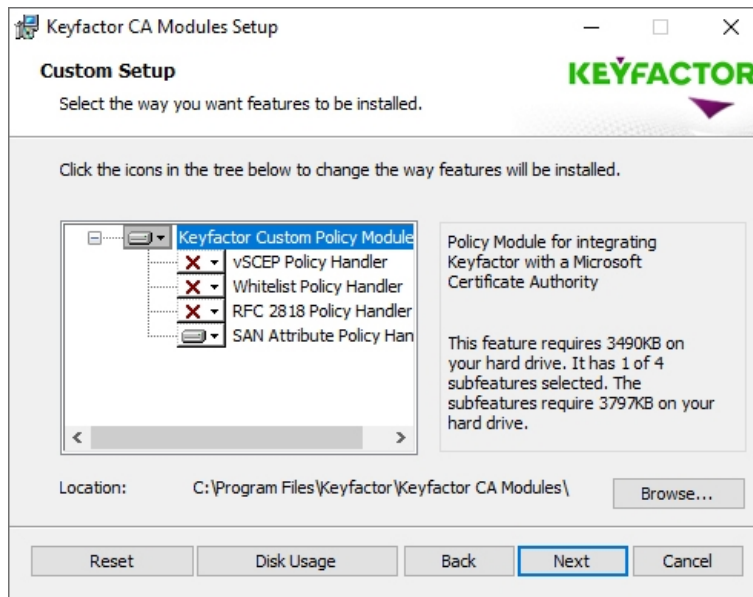 Keyfactor CA Modules Setup
Custom Setup
Select the way you want features to be installed.
KEYFACTOR
Click the icons in the tree below to change the way features will be installed.
Keyfactor Custom Policy Module
vSCEP Policy Handler
Whitelist Policy Handler
RFC 2818 Policy Handler
SAN Attribute Policy Han
Policy Module for integrating
Keyfactor with a Microsoft
Certificate Authority
This feature requires 3490KB on
your hard drive. It has 1 of 4
subfeatures selected. The
subfeatures require 3797KB on your
hard drive.
Location: C:\Program Files\Keyfactor\Keyfactor CA Modules\
Browse...
Reset Disk Usage Back Next Cancel